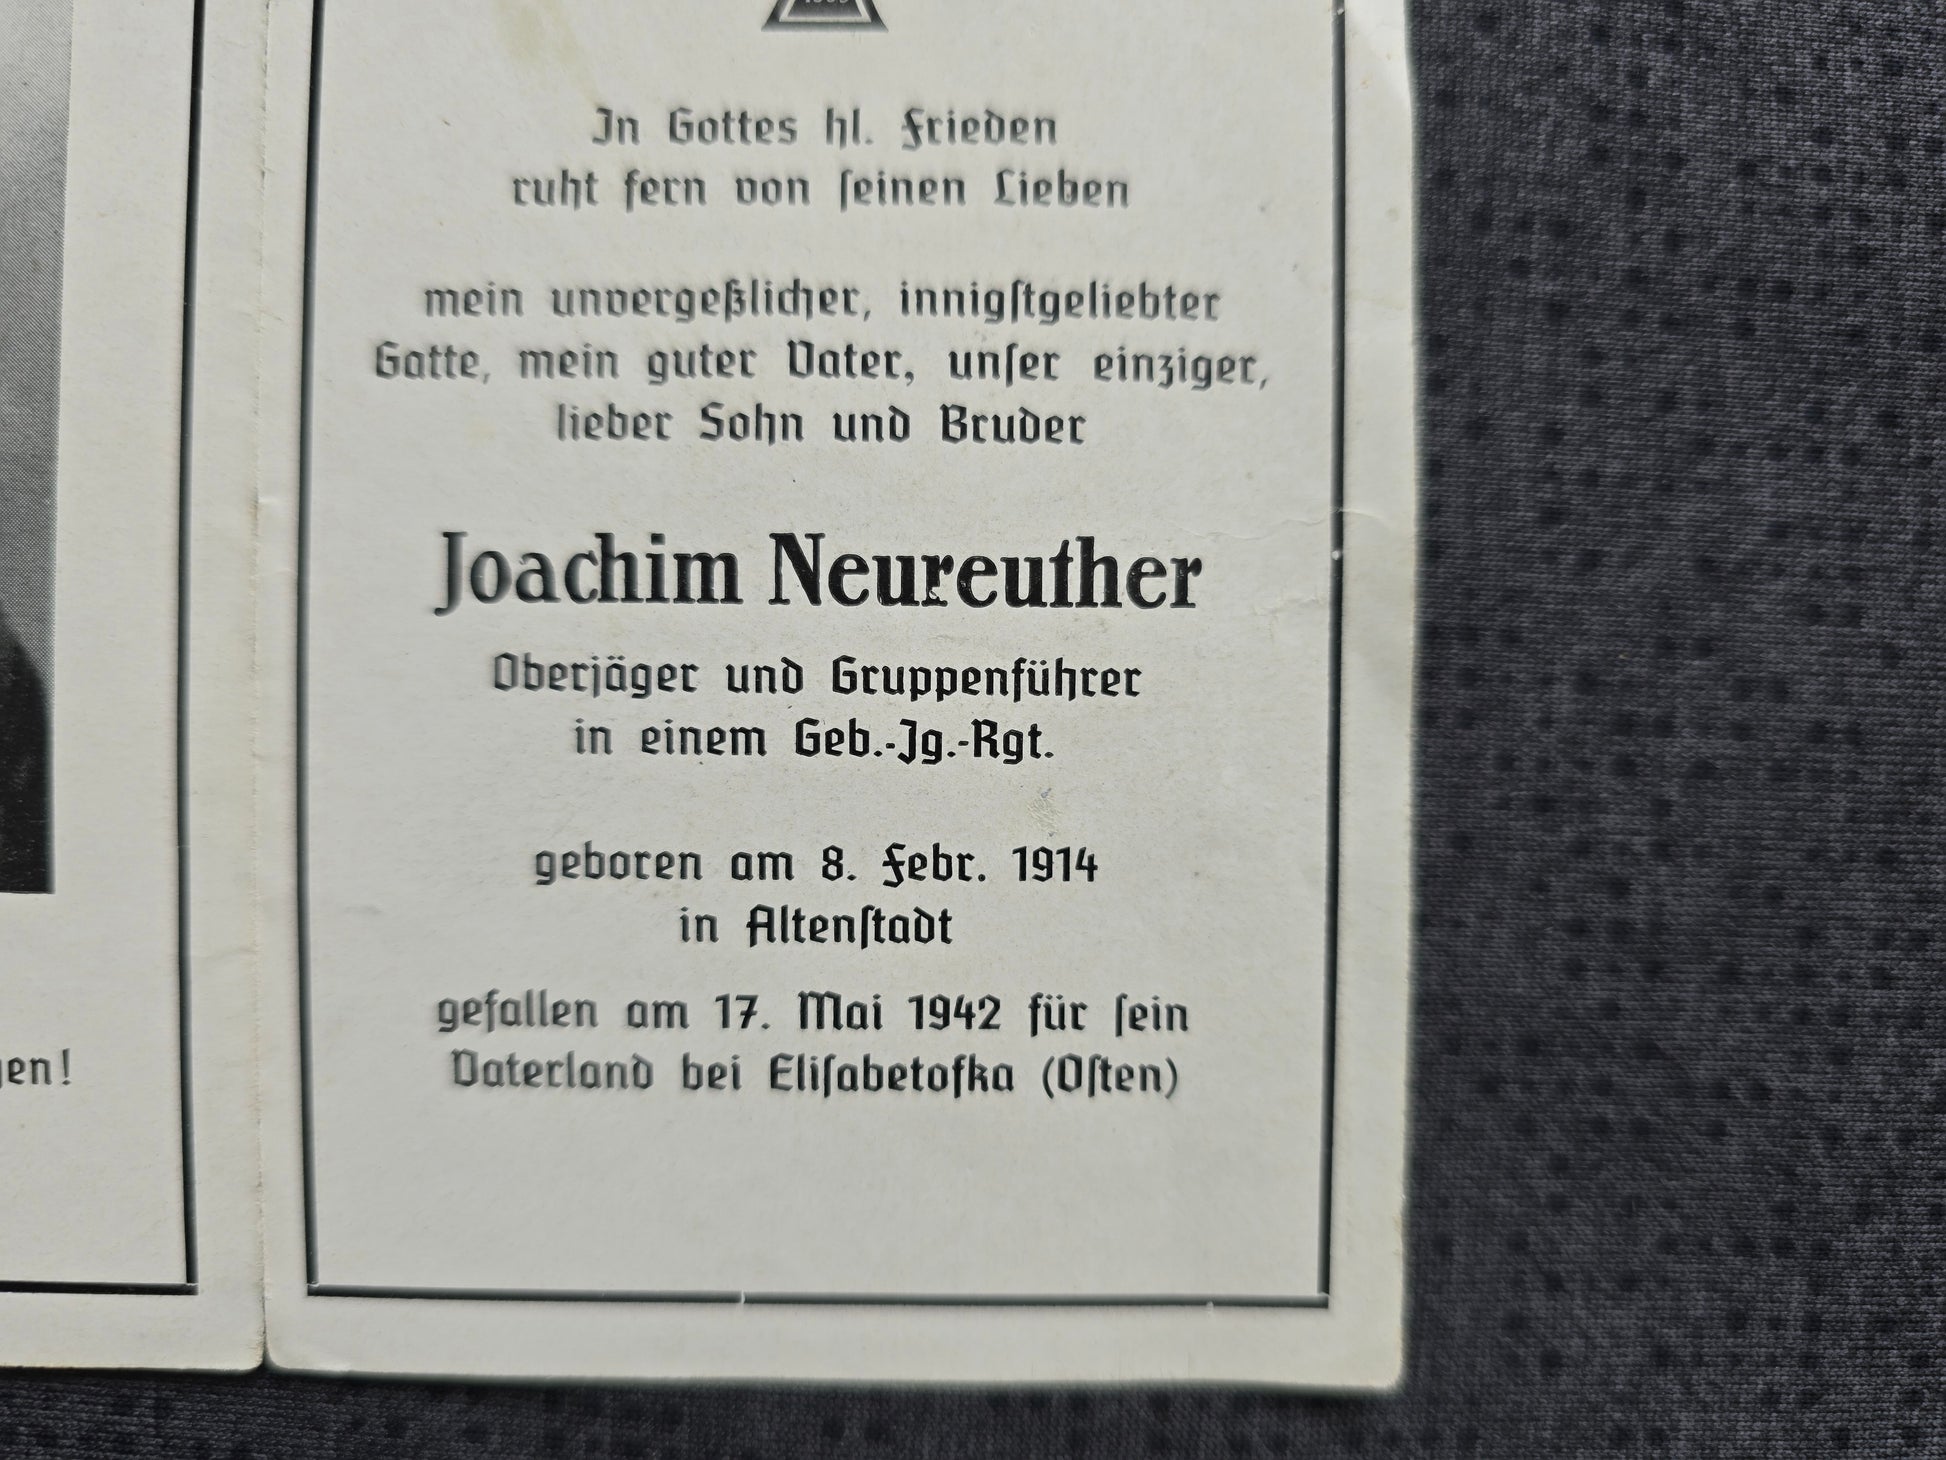 In Gottes hl. Frieden
ruht fern von seinen Lieben
mein unvergeßlicher, innigstgeliebter
Gatte, mein guter Vater, unser einziger,
lieber Sohn und Bruder
Joachim Neureuther
Oberjäger und Gruppenführer
in einem Geb.-Jg.-Rgt.
geboren am 8. Febr. 1914
in Altenstadt
gefallen am 17. Mai 1942 für sein
Vaterland bei Elisabetofka (Osten)
en!